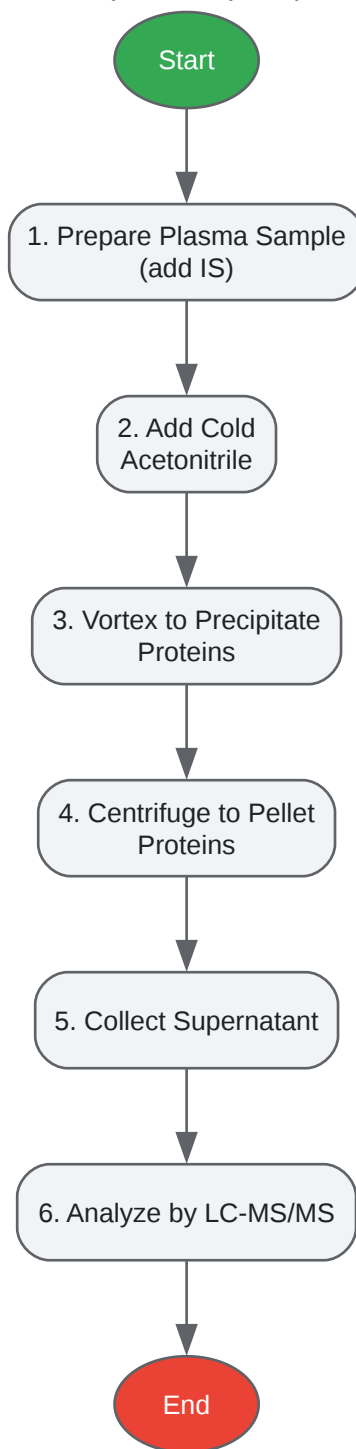 Start
1. Prepare Plasma Sample
(add IS)
2. Add Cold
Acetonitrile
3. Vortex to Precipitate
Proteins
4. Centrifuge to Pellet
Proteins
5. Collect Supernatant
6. Analyze by LC-MS/MS
End